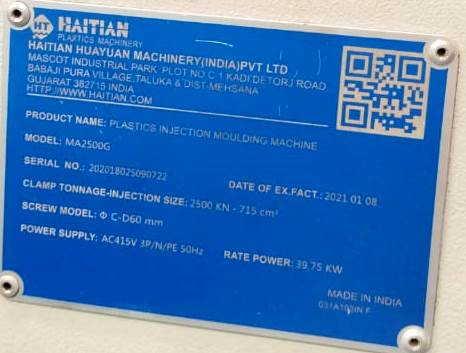 HAITIAN
PLASTICS MACHINERY
HAITIAN HUAYUAN MACHINERY(INDIA)PVT LTD
MASCOT INDUSTRIAL PARK, PLOT NO C 1 KADI DETORJ ROAD
BABAJI PURA VILLAGE, TALUKA & DIST-MEHSANA
GUJARAT 382715 INDIA
HTTP://WWW.HAITIAN.COM
PRODUCT NAME: PLASTICS INJECTION MOULDING MACHINE
MODEL: MA2500G
SERIAL NO.: 202018025090722
DATE OF EX.FACT.: 2021 01 08
CLAMP TONNAGE-INJECTION SIZE: 2500 KN - 715 cm³
SCREW MODEL: Φ C-D60 mm
POWER SUPPLY: AC415V 3P/N/PE 50Hz
RATE POWER: 39.75 KW
MADE IN INDIA